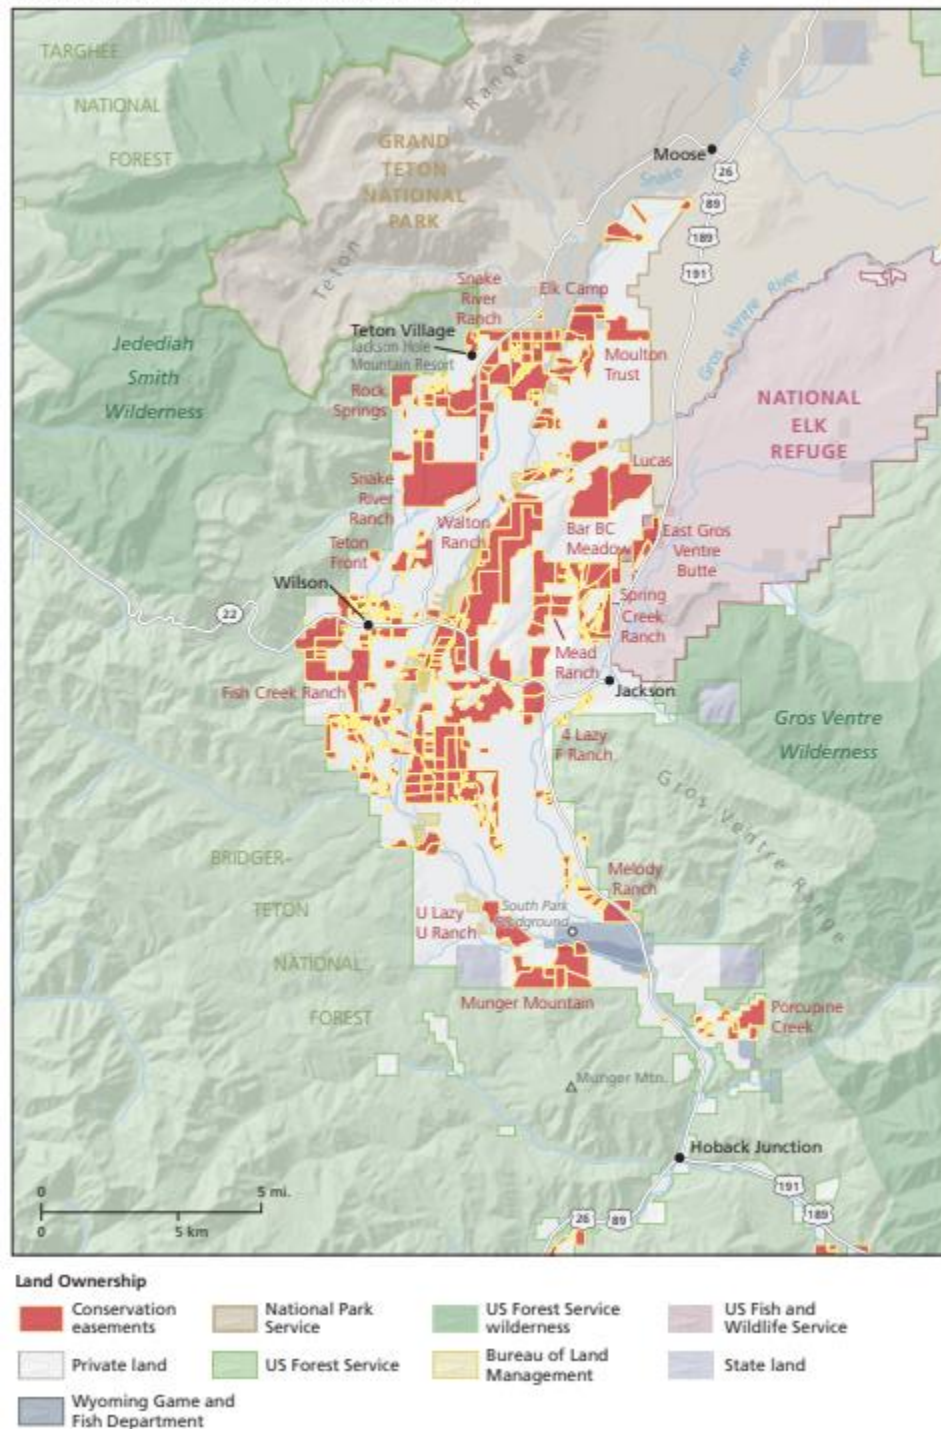 TARGHEE
NATIONAL
FOREST
Teton Range
GRAND
TETON
NATIONAL
PARK
River
Moose
26
Snake
89
189
191
Gros Ventre River
Snake
River
Ranch
Elk Camp
Teton Village
Jackson Hole
Mountain Resort
Moulton
Trust
Jedediah
Smith
Wilderness
Rock
Springs
NATIONAL
ELK
REFUGE
Lucas
Snake
River
Ranch
Walton
Ranch
Bar BC
Meadow
East Gros
Ventre
Butte
Teton
Front
Wilson
22
Spring
Creek
Ranch
Mead
Ranch
Fish Creek Ranch
Jackson
4 Lazy
F Ranch
Gros Ventre
Wilderness
Gros Ventre Range
BRIDGER-
TETON
NATIONAL
FOREST
Melody
Ranch
U Lazy
U Ranch
South Park
Munger Mountain
Porcupine
Creek
Munger Mtn.
Hoback Junction
191
189
26
89
0 5 mi.
0 5 km
Land Ownership
Conservation
easements
National Park
Service
US Forest Service
wilderness
US Fish and
Wildlife Service
Private land
US Forest Service
Bureau of Land
Management
State land
Wyoming Game and
Fish Department